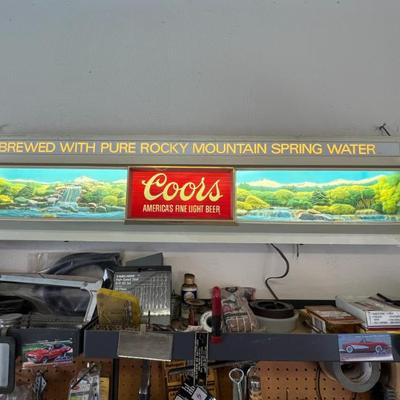 BREWED WITH PURE ROCKY MOUNTAIN SPRING WATER
Coors
AMERICA'S FINE LIGHT BEER